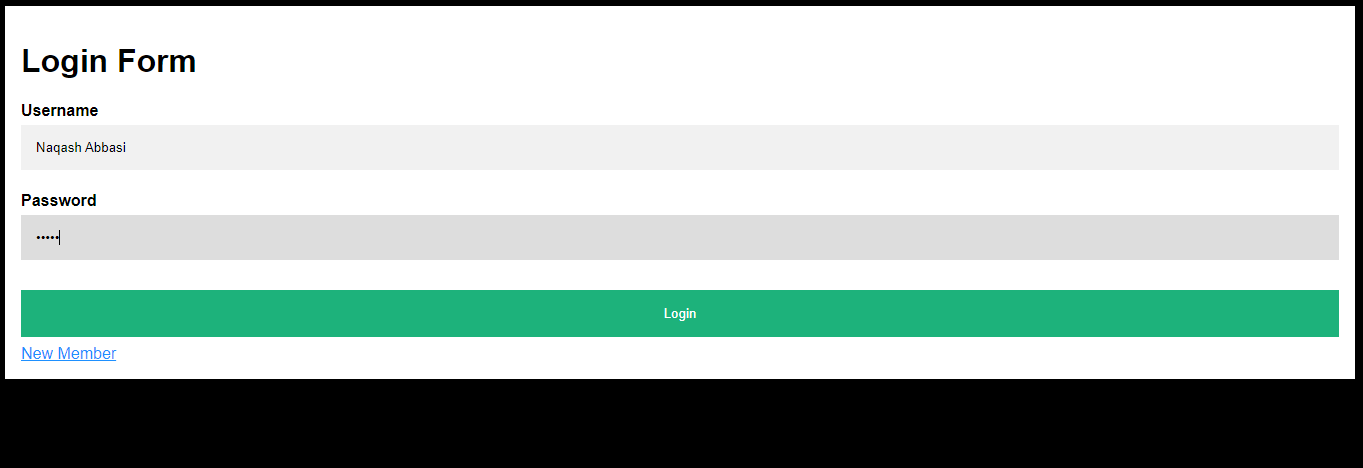 Login Form
Username
Naqash Abbasi
Password
•••••
Login
New Member